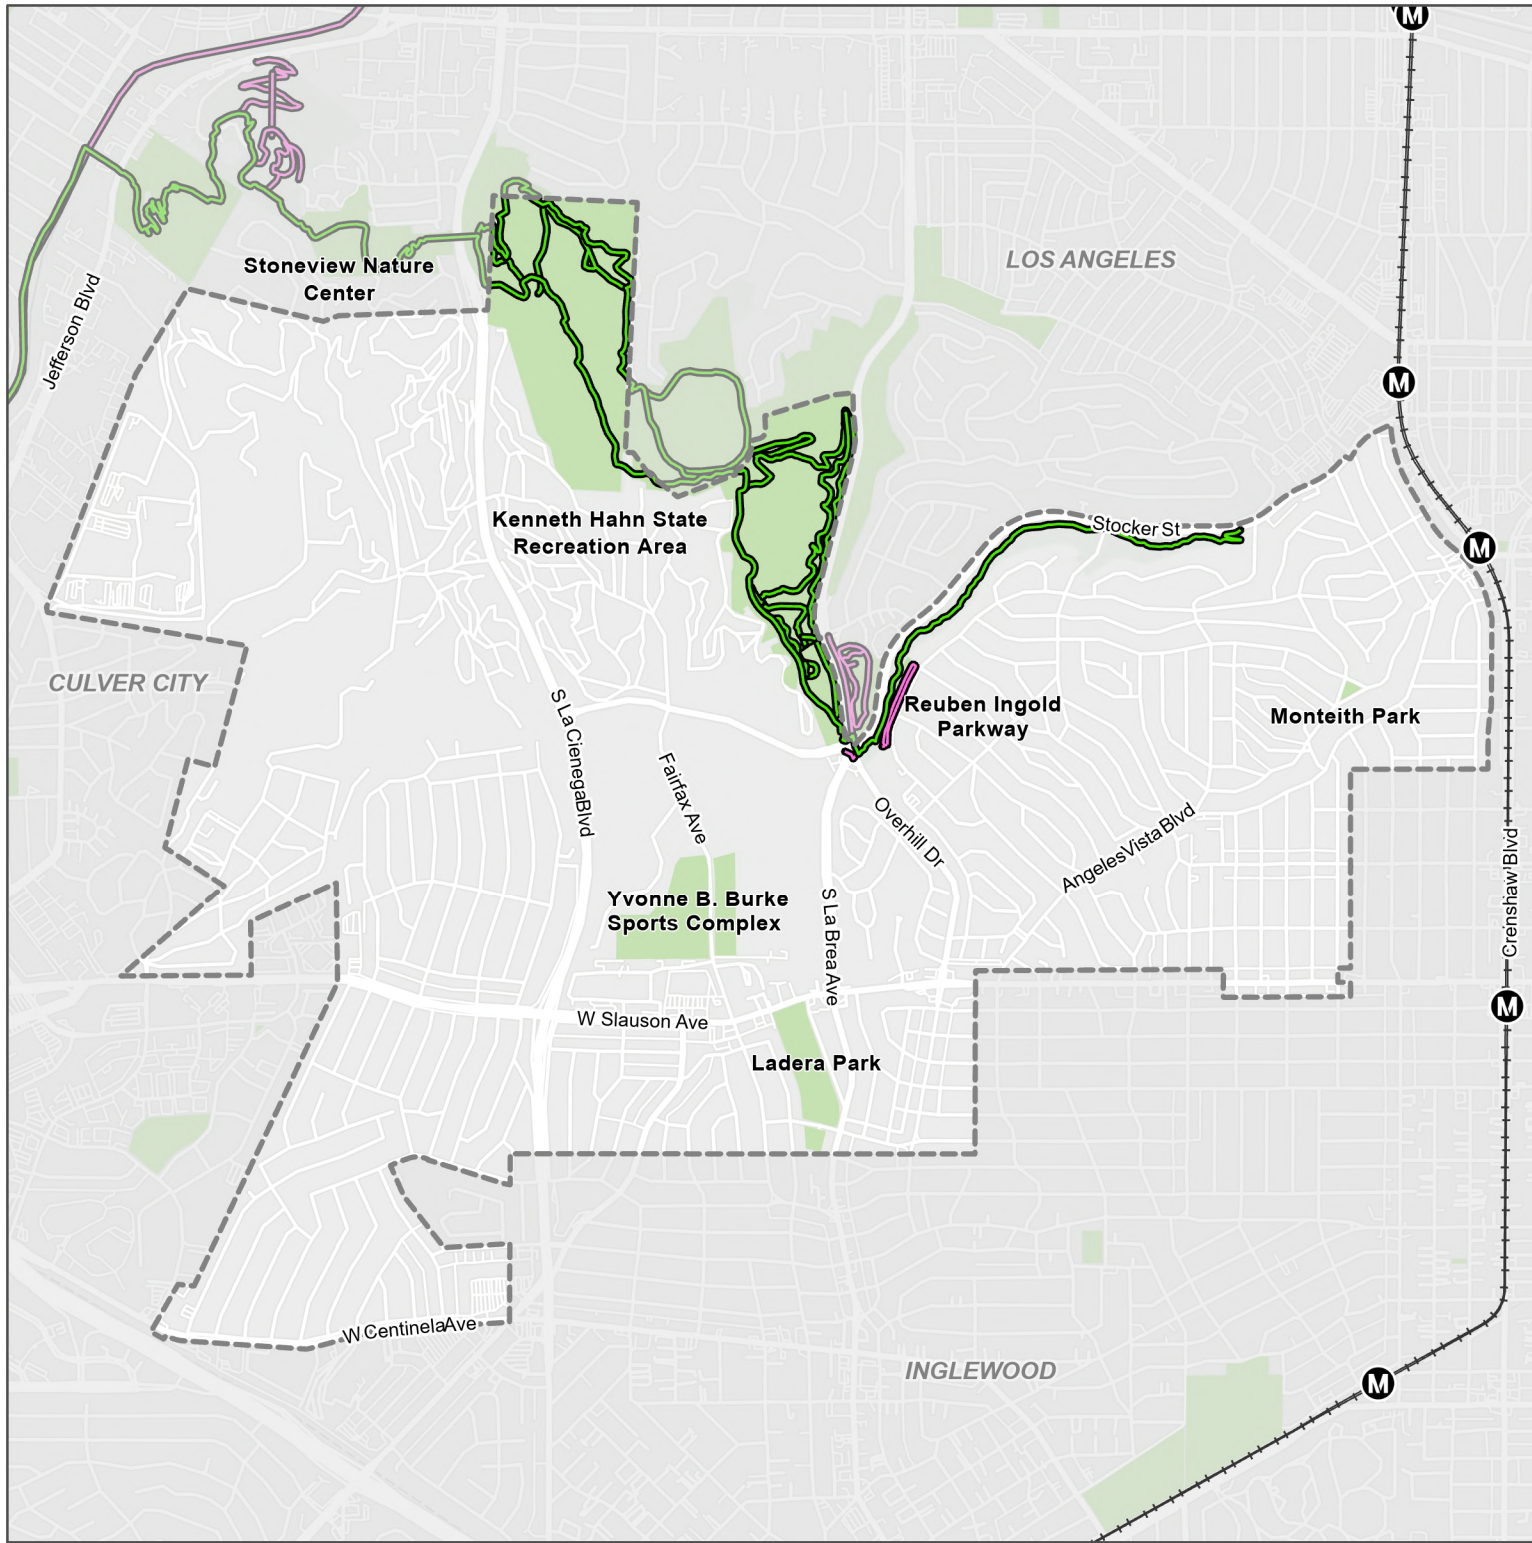 M
LOS ANGELES
Stoneview Nature
Center
Jefferson Blvd
M
Kenneth Hahn State
Recreation Area
Stocker St
M
CULVER CITY
S La Cienega Blvd
Reuben Ingold
Parkway
Monteith Park
Fairfax Ave
Overhill Dr
Angeles Vista Blvd
Crenshaw Blvd
Yvonne B. Burke
Sports Complex
S La Brea Ave
M
W Slauson Ave
Ladera Park
W Centinela Ave
INGLEWOOD
M